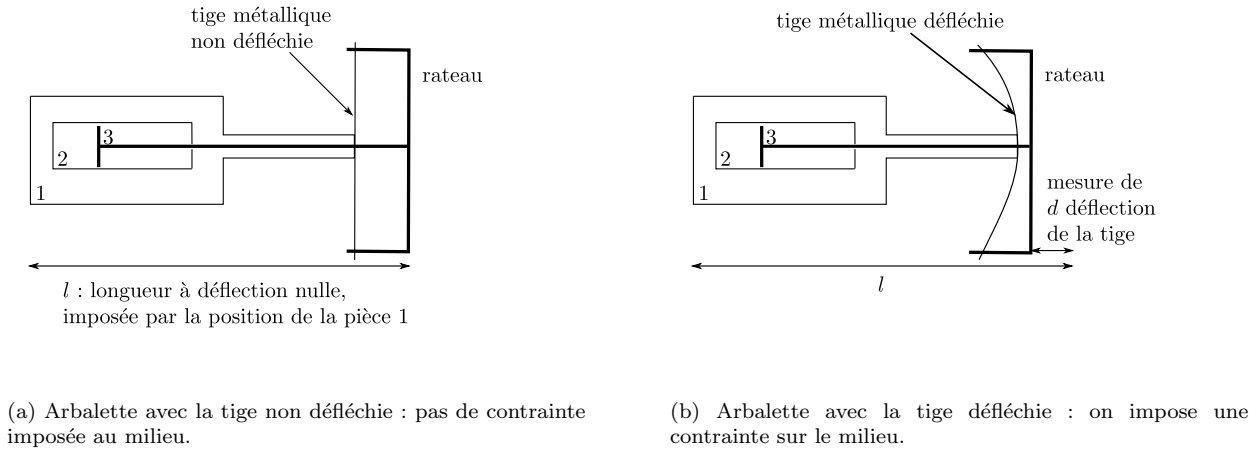 tige métallique
non défléchie
rateau
3
2
1
l : longueur à déflection nulle,
imposée par la position de la pièce 1
(a) Arbalette avec la tige non défléchie : pas de contrainte
imposée au milieu.
tige métallique défléchie
rateau
3
2
1
mesure de
d déflection
de la tige
l
(b) Arbalette avec la tige défléchie : on impose une
contrainte sur le milieu.